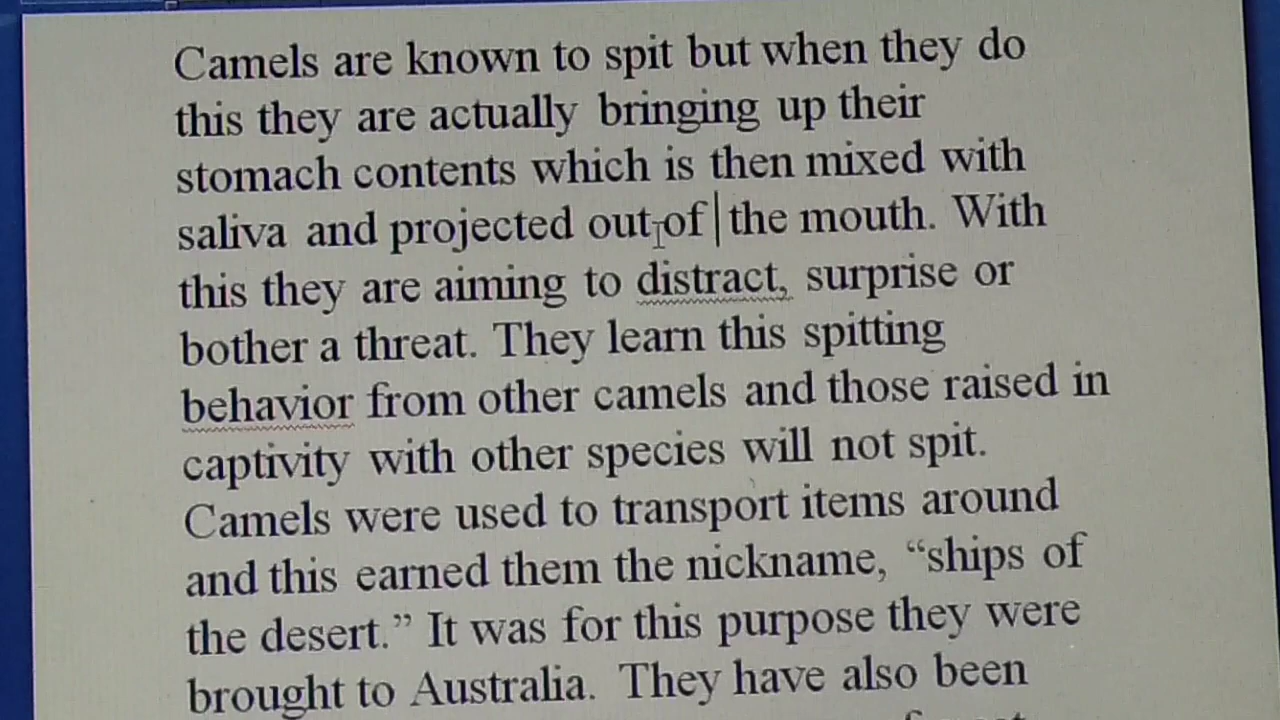 Camels are known to spit but when they do
this they are actually bringing up their
stomach contents which is then mixed with
saliva and projected out of the mouth. With
this they are aiming to distract, surprise or
bother a threat. They learn this spitting
behavior from other camels and those raised in
captivity with other species will not spit.
Camels were used to transport items around
and this earned them the nickname, “ships of
the desert.” It was for this purpose they were
brought to Australia. They have also been